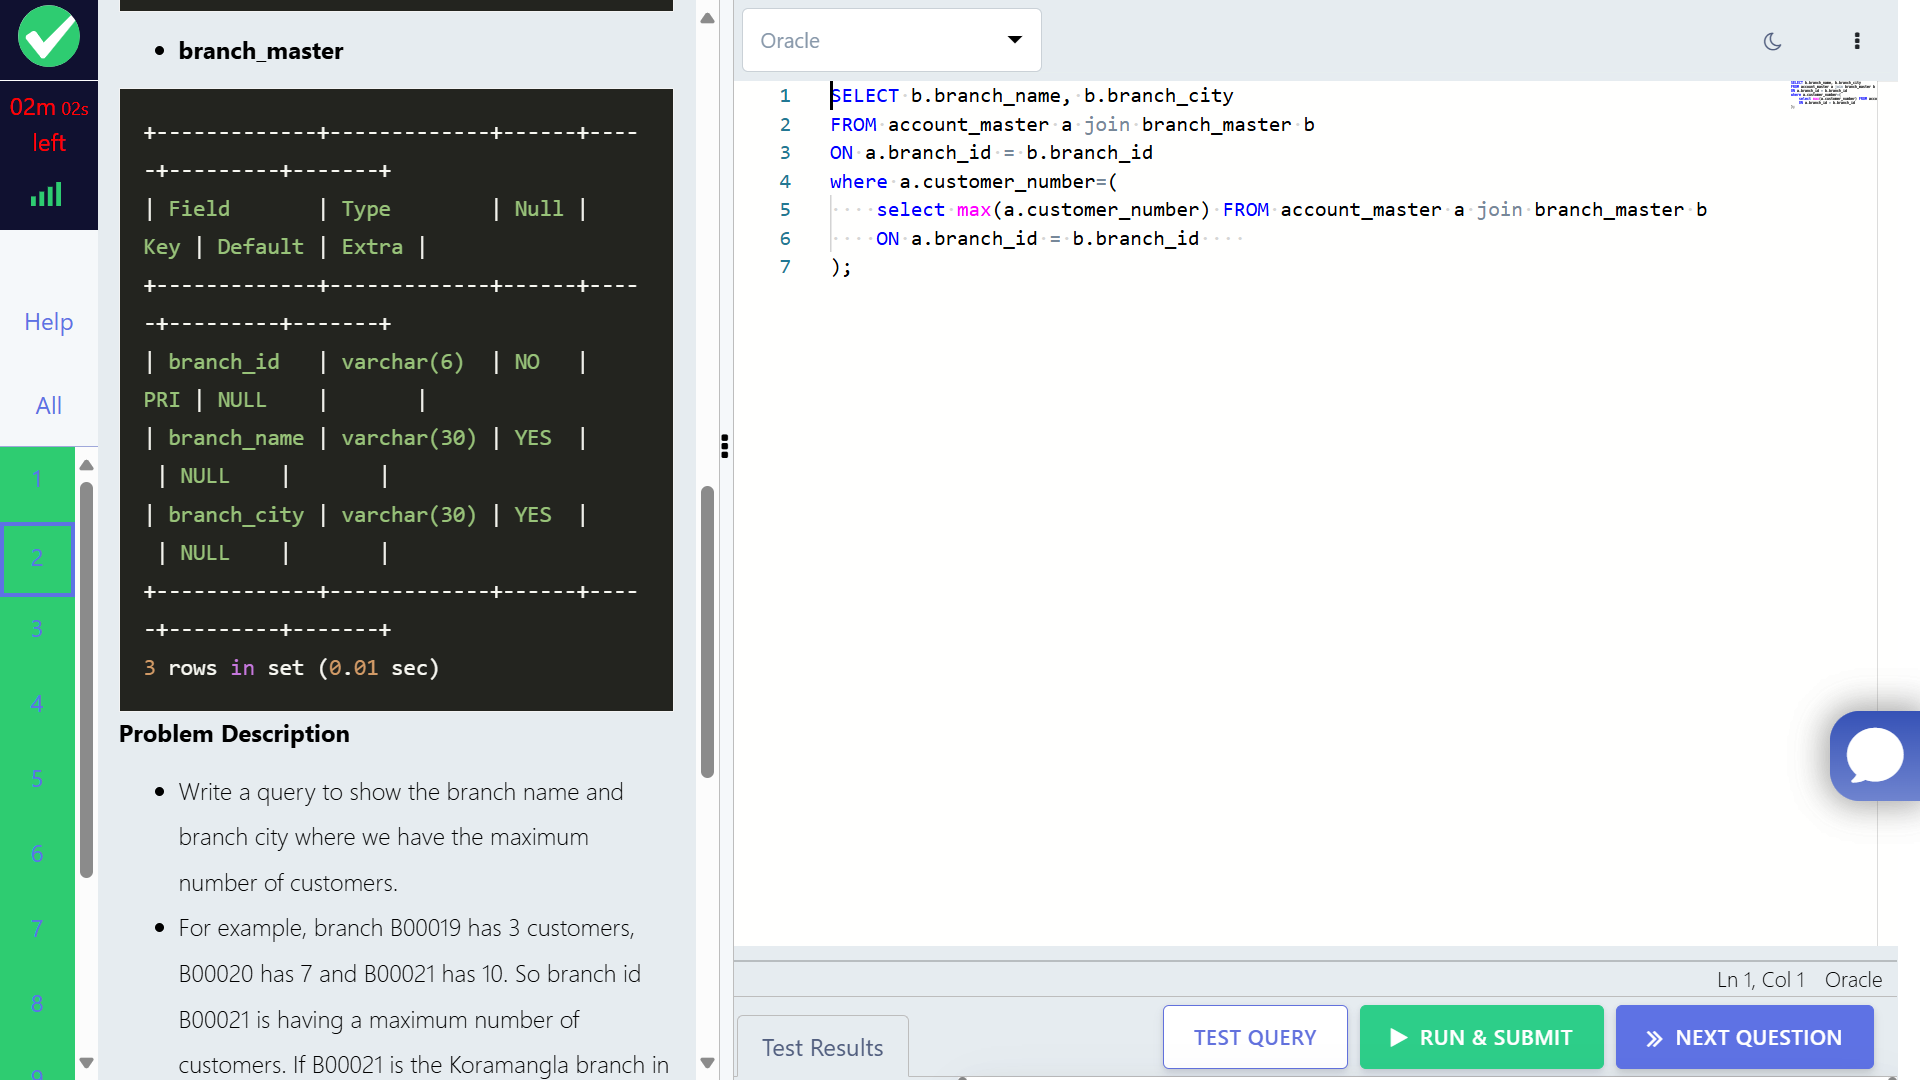 02m 02s
left
Help
All
1
2
3
4
5
6
7
8
9
branch_master
+-------------+-------------+------+----
-+---------+-------+
| Field       | Type        | Null |
Key | Default | Extra |
+-------------+-------------+------+----
-+---------+-------+
| branch_id   | varchar(6)  | NO   |
PRI | NULL    |       |
| branch_name | varchar(30) | YES  |
 | NULL    |       |
| branch_city | varchar(30) | YES  |
 | NULL    |       |
+-------------+-------------+------+----
-+---------+-------+
3 rows in set (0.01 sec)
Problem Description
Write a query to show the branch name and
branch city where we have the maximum
number of customers.
For example, branch B00019 has 3 customers,
B00020 has 7 and B00021 has 10. So branch id
B00021 is having a maximum number of
customers. If B00021 is the Koramangla branch in
Oracle
1 SELECT b.branch_name, b.branch_city
2 FROM account_master a join branch_master b
3 ON a.branch_id = b.branch_id
4 where a.customer_number=(
5     select max(a.customer_number) FROM account_master a join branch_master b
6     ON a.branch_id = b.branch_id
7 );
Ln 1, Col 1 Oracle
Test Results
TEST QUERY
RUN & SUBMIT
NEXT QUESTION